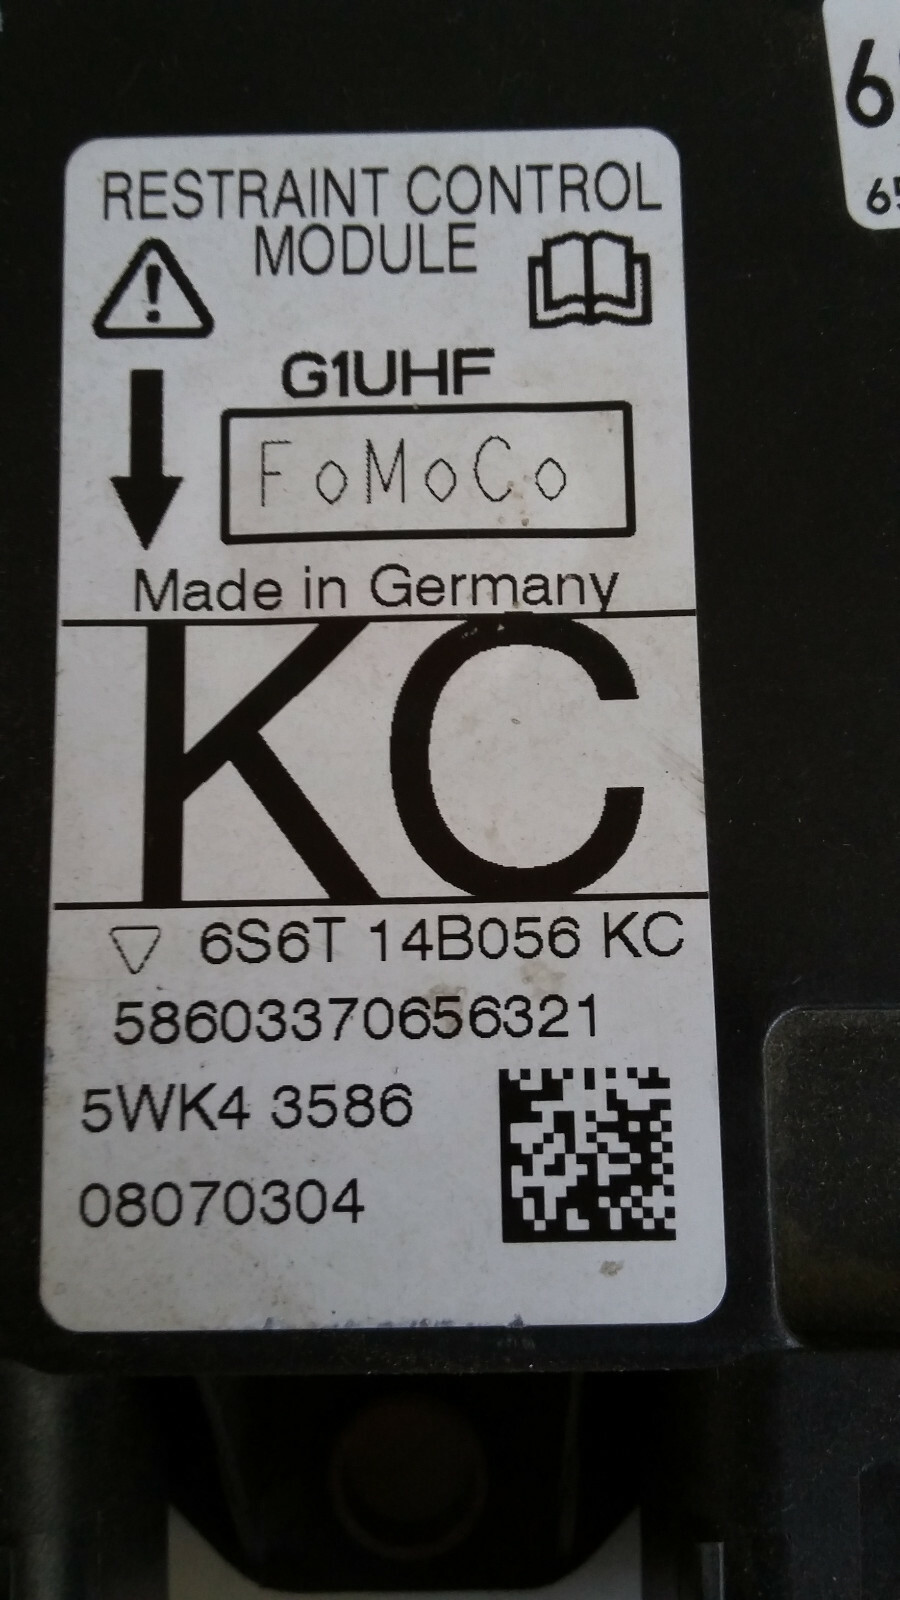 RESTRAINT CONTROL
MODULE
G1UHF
FoMoCo
Made in Germany
KC
6S6T 14B056 KC
58603370656321
5WK4 3586
08070304